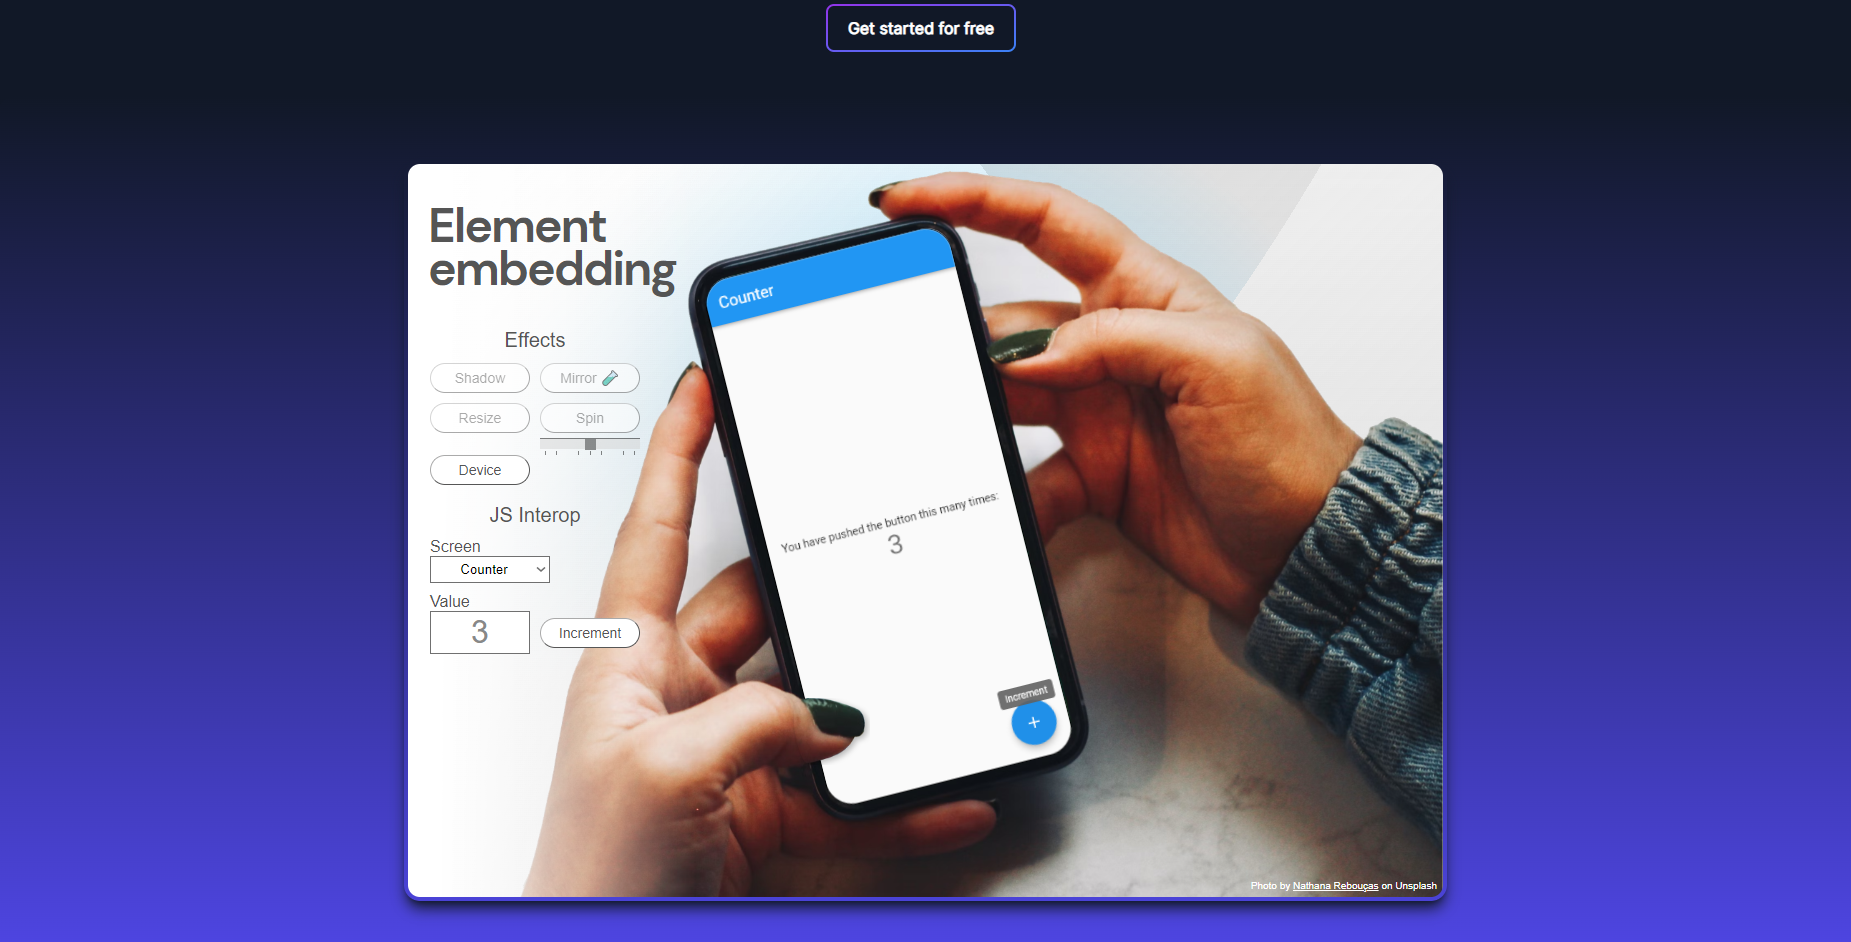 Get started for free
Element
embedding
Effects
Shadow
Mirror 🧪
Resize
Spin
Device
JS Interop
Screen
Counter
Value
3
Increment
Counter
You have pushed the button this many times:
3
Increment
+
Photo by Nathana Rebouças on Unsplash